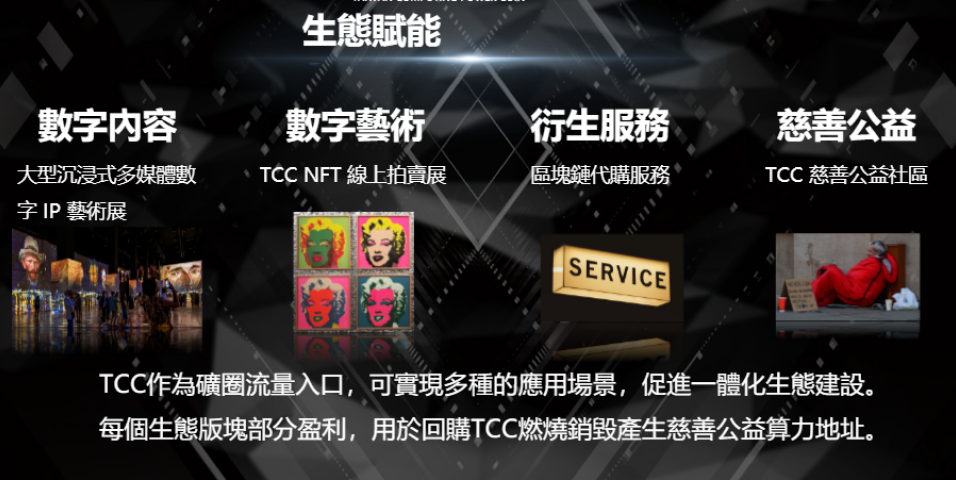 生態賦能
數字內容
數字藝術
衍生服務
慈善公益
大型沉浸式多媒體數
字 IP 藝術展
TCC NFT 線上拍賣展
區塊鏈代購服務
TCC 慈善公益社區
SERVICE
TCC作為礦圈流量入口，可實現多種的應用場景，促進一體化生態建設。
每個生態版塊部分盈利，用於回購TCC燃燒銷毀產生慈善公益算力地址。